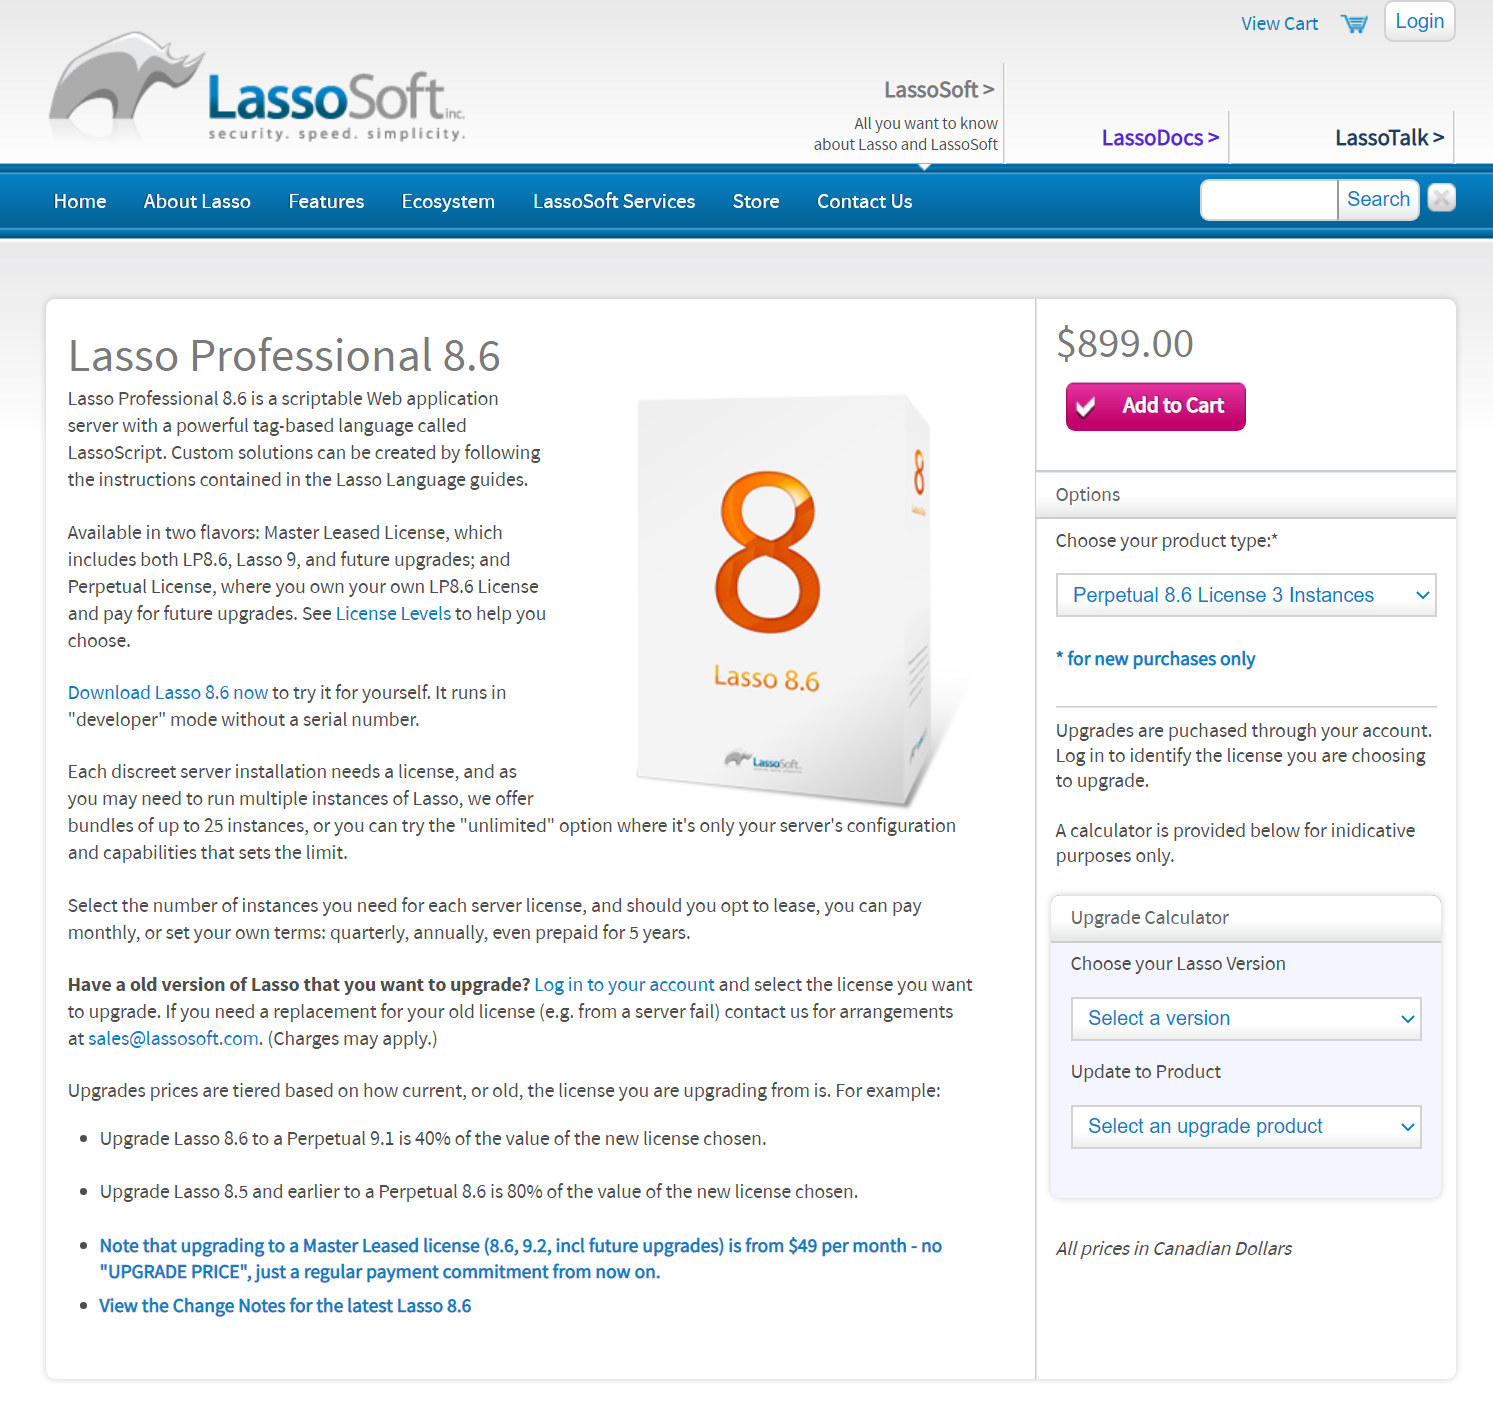 View Cart
Login
LassoSoft Inc.
security. speed. simplicity.
LassoSoft >
All you want to know
about Lasso and LassoSoft
LassoDocs >
LassoTalk >
Home
About Lasso
Features
Ecosystem
LassoSoft Services
Store
Contact Us
Search
Lasso Professional 8.6
Lasso Professional 8.6 is a scriptable Web application
server with a powerful tag-based language called
LassoScript. Custom solutions can be created by following
the instructions contained in the Lasso Language guides.
Available in two flavors: Master Leased License, which
includes both LP8.6, Lasso 9, and future upgrades; and
Perpetual License, where you own your own LP8.6 License
and pay for future upgrades. See License Levels to help you
choose.
Download Lasso 8.6 now to try it for yourself. It runs in
"developer" mode without a serial number.
Each discreet server installation needs a license, and as
you may need to run multiple instances of Lasso, we offer
bundles of up to 25 instances, or you can try the "unlimited" option where it's only your server's configuration
and capabilities that sets the limit.
Select the number of instances you need for each server license, and should you opt to lease, you can pay
monthly, or set your own terms: quarterly, annually, even prepaid for 5 years.
Have a old version of Lasso that you want to upgrade? Log in to your account and select the license you want
to upgrade. If you need a replacement for your old license (e.g. from a server fail) contact us for arrangements
at sales@lassosoft.com. (Charges may apply.)
Upgrades prices are tiered based on how current, or old, the license you are upgrading from is. For example:
Upgrade Lasso 8.6 to a Perpetual 9.1 is 40% of the value of the new license chosen.
Upgrade Lasso 8.5 and earlier to a Perpetual 8.6 is 80% of the value of the new license chosen.
Note that upgrading to a Master Leased license (8.6, 9.2, incl future upgrades) is from $49 per month - no
"UPGRADE PRICE", just a regular payment commitment from now on.
View the Change Notes for the latest Lasso 8.6
8
8
Lasso 8.6
LassoSoft
$899.00
Add to Cart
Options
Choose your product type:*
Perpetual 8.6 License 3 Instances
* for new purchases only
Upgrades are puchased through your account.
Log in to identify the license you are choosing
to upgrade.
A calculator is provided below for inidicative
purposes only.
Upgrade Calculator
Choose your Lasso Version
Select a version
Update to Product
Select an upgrade product
All prices in Canadian Dollars